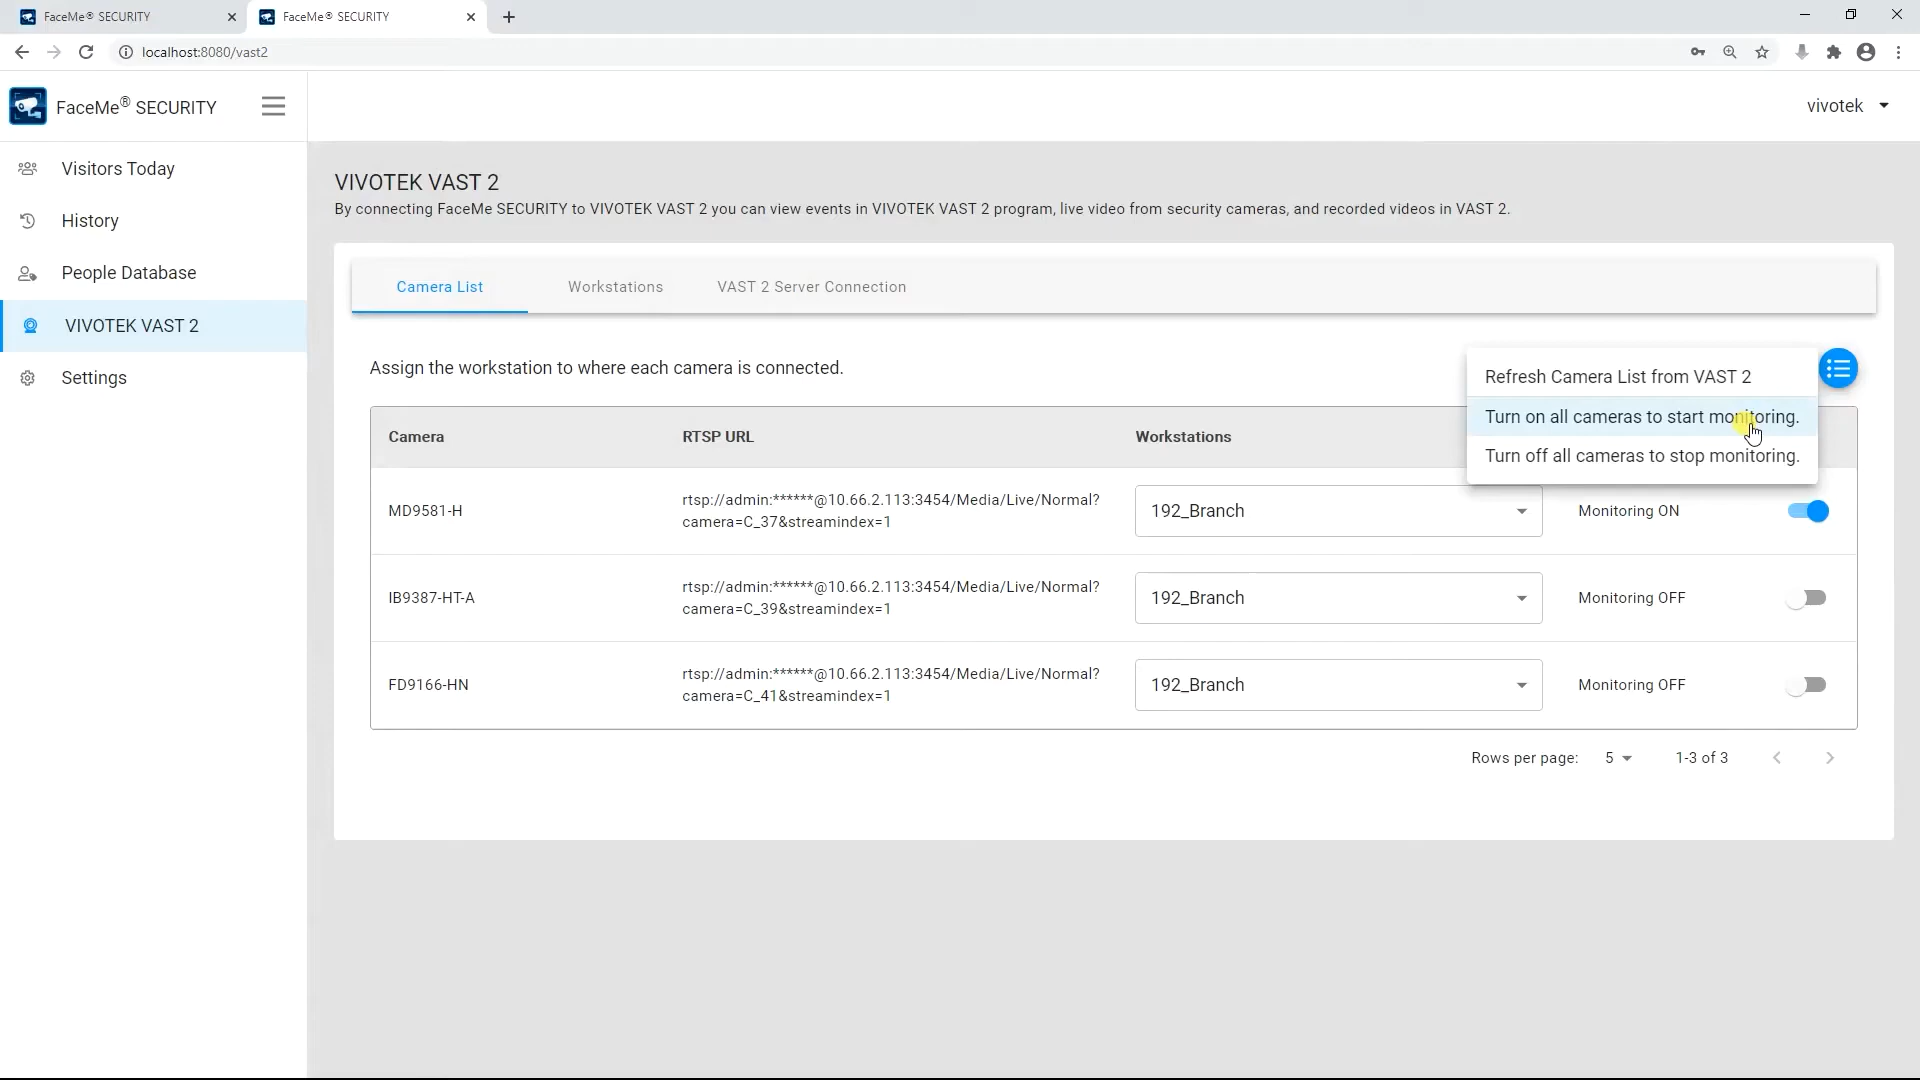 FaceMe® SECURITY
FaceMe® SECURITY
localhost:8080/vast2
FaceMe® SECURITY
vivotek
Visitors Today
History
People Database
VIVOTEK VAST 2
Settings
VIVOTEK VAST 2
By connecting FaceMe SECURITY to VIVOTEK VAST 2 you can view events in VIVOTEK VAST 2 program, live video from security cameras, and recorded videos in VAST 2.
Camera List Workstations VAST 2 Server Connection
Assign the workstation to where each camera is connected.
Refresh Camera List from VAST 2
Turn on all cameras to start monitoring.
Turn off all cameras to stop monitoring.
Camera RTSP URL Workstations
MD9581-H
rtsp://admin:******@10.66.2.113:3454/Media/Live/Normal?
camera=C_37&streamindex=1
192_Branch
Monitoring ON
IB9387-HT-A
rtsp://admin:******@10.66.2.113:3454/Media/Live/Normal?
camera=C_39&streamindex=1
192_Branch
Monitoring OFF
FD9166-HN
rtsp://admin:******@10.66.2.113:3454/Media/Live/Normal?
camera=C_41&streamindex=1
192_Branch
Monitoring OFF
Rows per page: 5 1-3 of 3